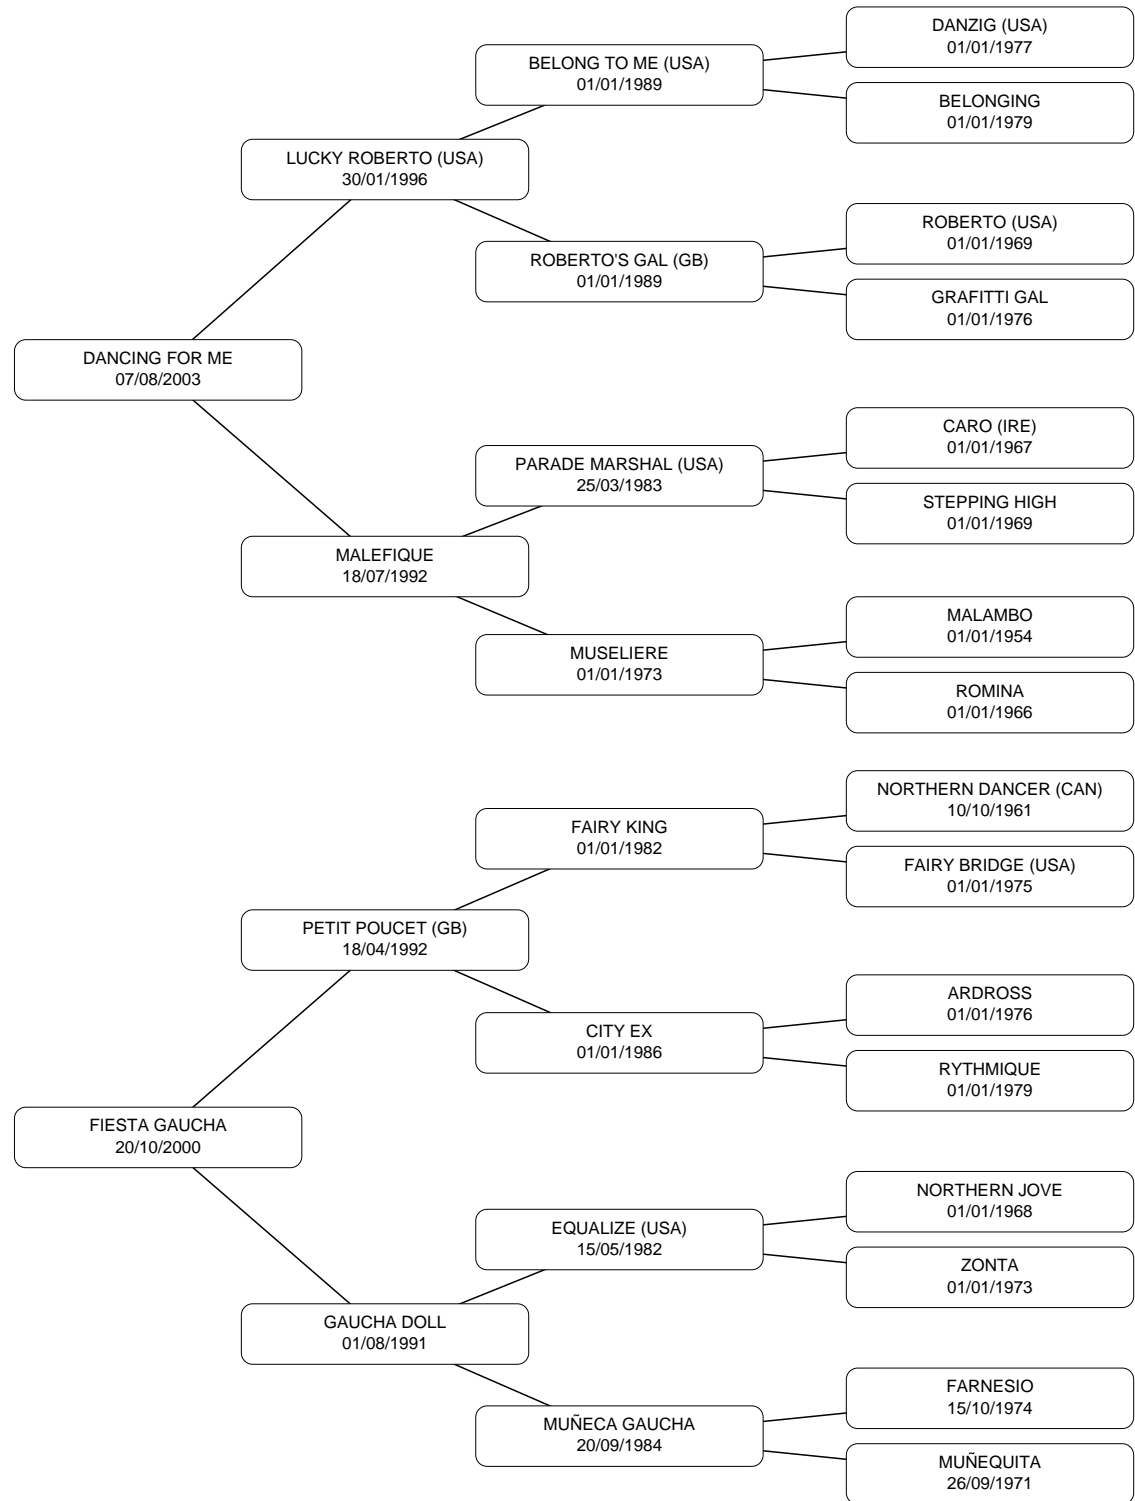 DANZIG (USA)
01/01/1977
BELONG TO ME (USA)
01/01/1989
BELONGING
01/01/1979
LUCKY ROBERTO (USA)
30/01/1996
ROBERTO (USA)
01/01/1969
ROBERTO'S GAL (GB)
01/01/1989
GRAFITTI GAL
01/01/1976
DANCING FOR ME
07/08/2003
CARO (IRE)
01/01/1967
PARADE MARSHAL (USA)
25/03/1983
STEPPING HIGH
01/01/1969
MALEFIQUE
18/07/1992
MALAMBO
01/01/1954
MUSELIERE
01/01/1973
ROMINA
01/01/1966
NORTHERN DANCER (CAN)
10/10/1961
FAIRY KING
01/01/1982
FAIRY BRIDGE (USA)
01/01/1975
PETIT POUCET (GB)
18/04/1992
ARDROSS
01/01/1976
CITY EX
01/01/1986
RYTHMIQUE
01/01/1979
FIESTA GAUCHA
20/10/2000
NORTHERN JOVE
01/01/1968
EQUALIZE (USA)
15/05/1982
ZONTA
01/01/1973
GAUCHA DOLL
01/08/1991
FARNESIO
15/10/1974
MUÑECA GAUCHA
20/09/1984
MUÑEQUITA
26/09/1971